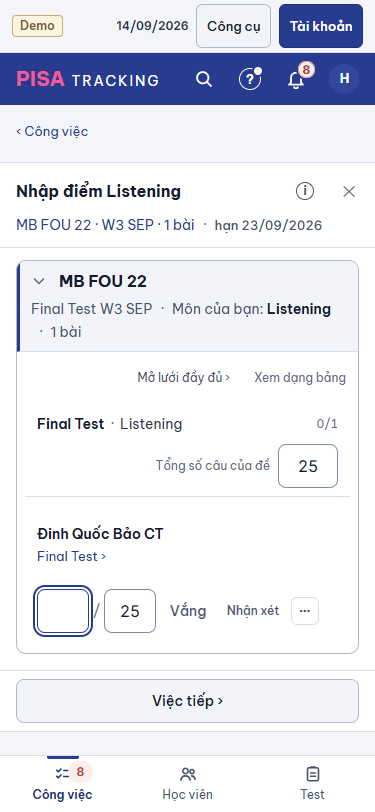 Demo
14/09/2026
Công cụ
Tài khoản
PISA TRACKING
?
8
H
‹ Công việc
Nhập điểm Listening
MB FOU 22 · W3 SEP · 1 bài · hạn 23/09/2026
MB FOU 22
Final Test W3 SEP · Môn của bạn: Listening
· 1 bài
Mở lưới đầy đủ ›
Xem dạng bảng
Final Test · Listening
0/1
Tổng số câu của đề
25
Đinh Quốc Bảo CT
Final Test ›
/ 25
Vắng
Nhận xét
···
Việc tiếp ›
8
Công việc
Học viên
Test